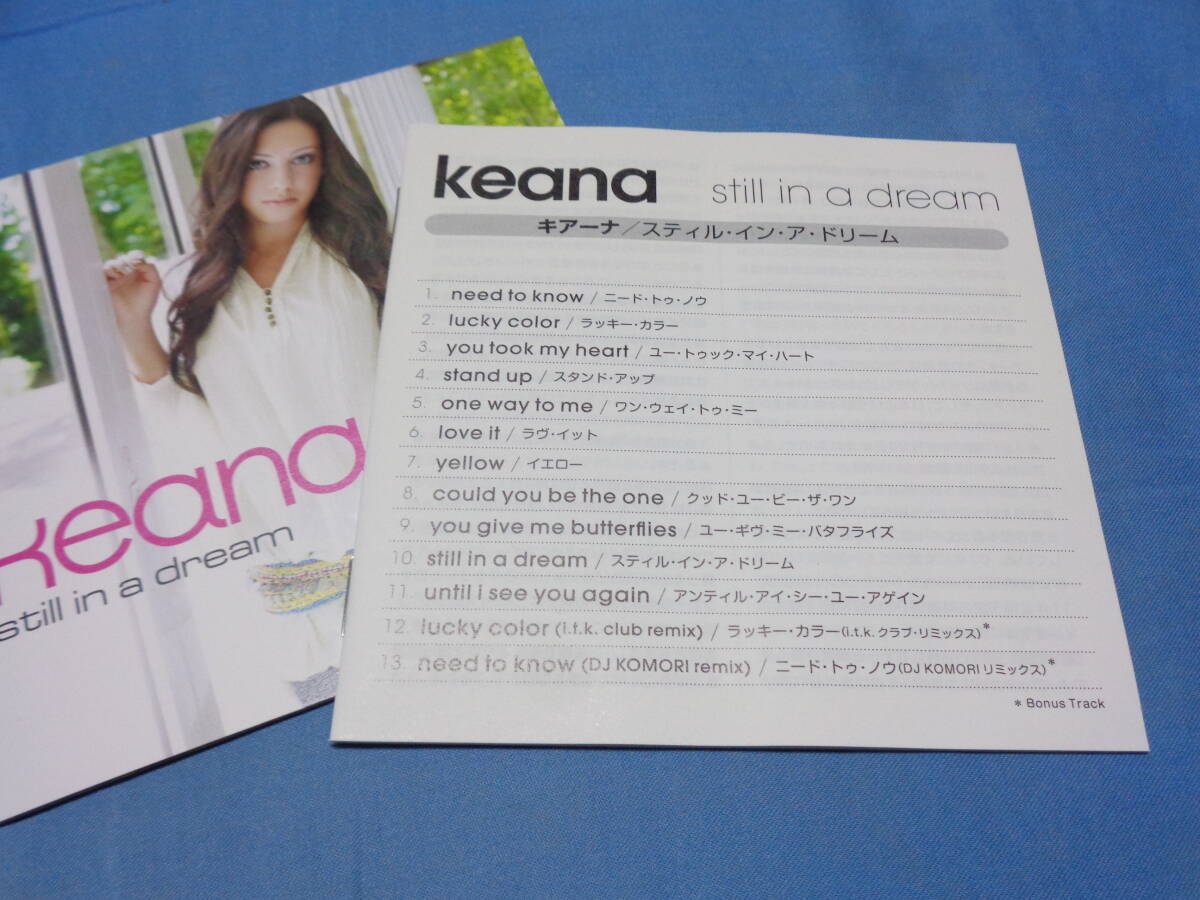 keana
still in a dream
keana still in a dream
キアーナ／スティル・イン・ア・ドリーム
1. need to know / ニード・トゥ・ノウ
2. lucky color / ラッキー・カラー
3. you took my heart / ユー・トゥック・マイ・ハート
4. stand up / スタンド・アップ
5. one way to me / ワン・ウェイ・トゥ・ミー
6. love it / ラヴ・イット
7. yellow / イエロー
8. could you be the one / クッド・ユー・ビー・ザ・ワン
9. you give me butterflies / ユー・ギヴ・ミー・バタフライズ
10. still in a dream / スティル・イン・ア・ドリーム
11. until i see you again / アンティル・アイ・シー・ユー・アゲイン
12. lucky color (i.t.k. club remix) / ラッキー・カラー(i.t.k. クラブ・リミックス)*
13. need to know (DJ KOMORI remix) / ニード・トゥ・ノウ(DJ KOMORI リミックス)*
* Bonus Track